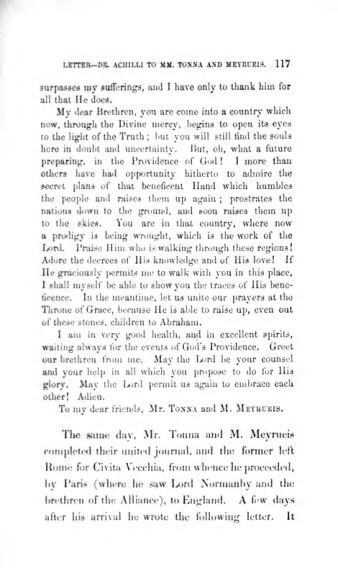 LETTER—DR. ACHILLI TO MM. TONNA AND MEYRUEIS. 117
surpasses my sufferings, and I have only to thank him for
all that He does.
My dear Brethren, you are come into a country which
now, through the Divine mercy, begins to open its eyes
to the light of the Truth; but you will still find the souls
here in doubt and uncertainty. But, oh, what a future
preparing, in the Providence of God! I more than
others have had opportunity hitherto to admire the
secret plans of that beneficent Hand which humbles
the people and raises them up again; prostrates the
nations down to the ground, and soon raises them up
to the skies. You are in that country, where now
a prodigy is being wrought, which is the work of the
Lord. Praise Him who is walking through these regions!
Adore the decrees of His knowledge and of His love! If
He graciously permits me to walk with you in this place,
I shall myself be able to show you the traces of His bene-
ficence. In the meantime, let us unite our prayers at the
Throne of Grace, because He is able to raise up, even out
of these stones, children to Abraham.
I am in very good health, and in excellent spirits,
waiting always for the events of God's Providence. Greet
our brethren from me. May the Lord be your counsel
and your help in all which you propose to do for His
glory. May the Lord permit us again to embrace each
other! Adieu.
To my dear friends, Mr. TONNA and M. MEYRUEIS.
The same day, Mr. Tonna and M. Meyrueis
completed their united journal, and the former left
Rome for Civita Vecchia, from whence he proceeded,
by Paris (where he saw Lord Normanby and the
brethren of the Alliance), to England. A few days
after his arrival he wrote the following letter. It